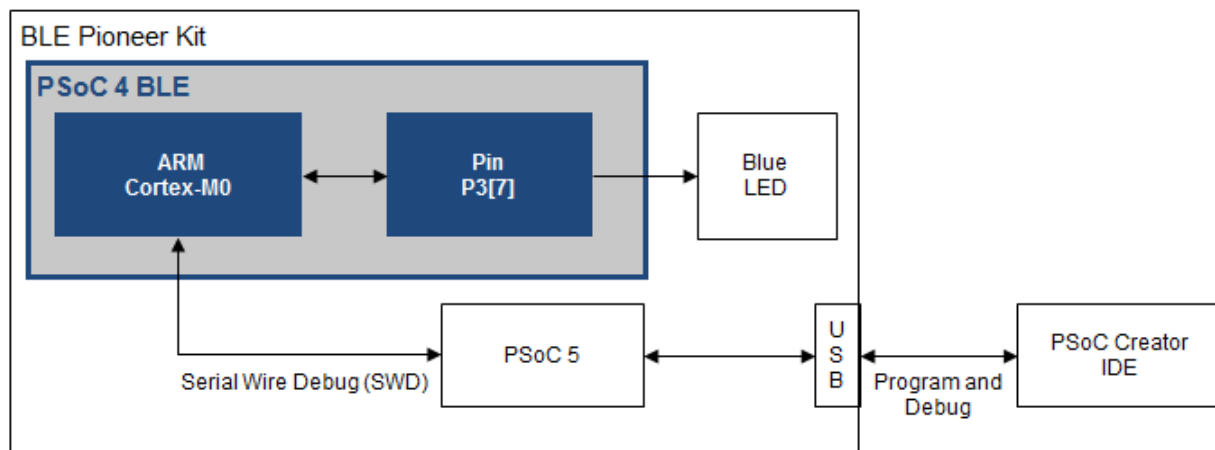 BLE Pioneer Kit
PSoC 4 BLE
ARM
Cortex-M0
Pin
P3[7]
Blue
LED
PSoC 5
U
S
B
PSoC Creator
IDE
Serial Wire Debug (SWD)
Program and
Debug